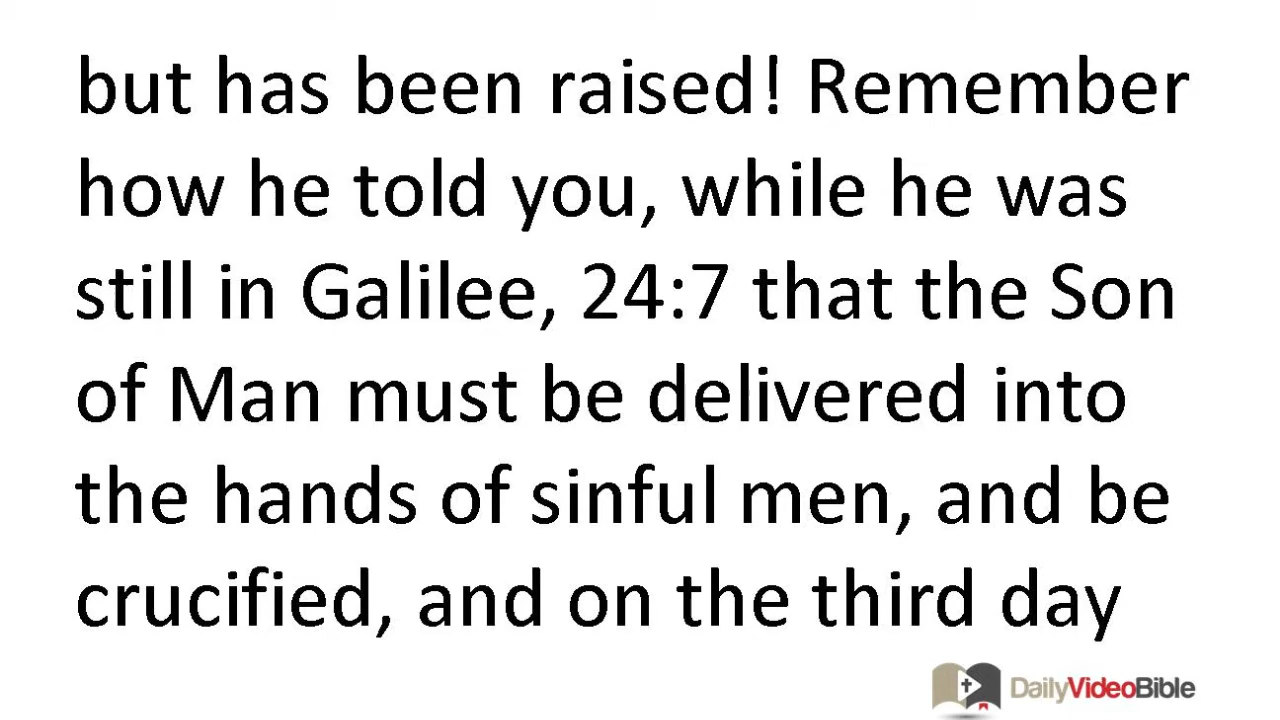 but has been raised! Remember
how he told you, while he was
still in Galilee, 24:7 that the Son
of Man must be delivered into
the hands of sinful men, and be
crucified, and on the third day
DailyVideoBible